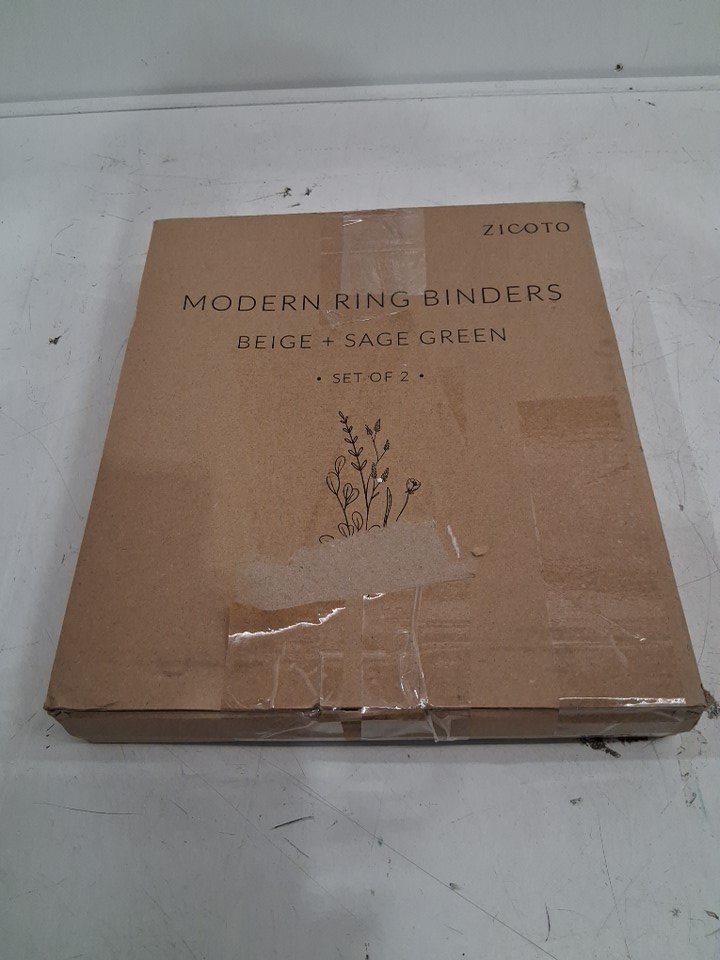 ZICOTO
MODERN RING BINDERS
BEIGE + SAGE GREEN
• SET OF 2 •